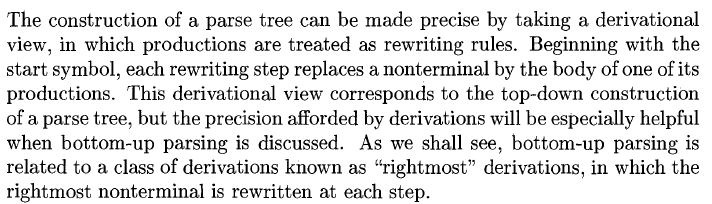 The construction of a parse tree can be made precise by taking a derivational
view, in which productions are treated as rewriting rules. Beginning with the
start symbol, each rewriting step replaces a nonterminal by the body of one of its
productions. This derivational view corresponds to the top-down construction
of a parse tree, but the precision afforded by derivations will be especially helpful
when bottom-up parsing is discussed. As we shall see, bottom-up parsing is
related to a class of derivations known as “rightmost” derivations, in which the
rightmost nonterminal is rewritten at each step.